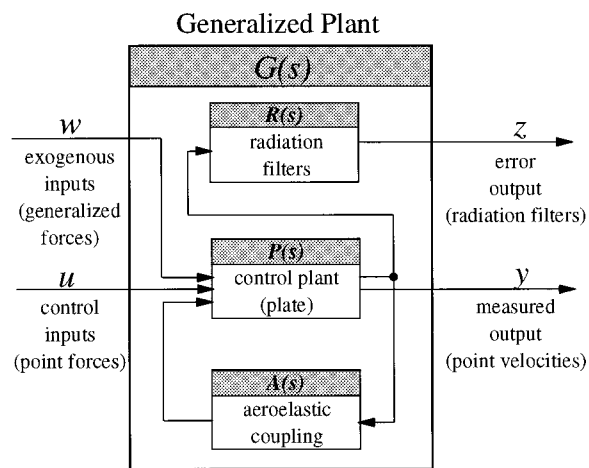 Generalized Plant
G(s)
w
exogenous
inputs
(generalized
forces)
u
control
inputs
(point forces)
R(s)
radiation
filters
P(s)
control plant
(plate)
A(s)
aeroelastic
coupling
z
error
output
(radiation filters)
y
measured
output
(point velocities)